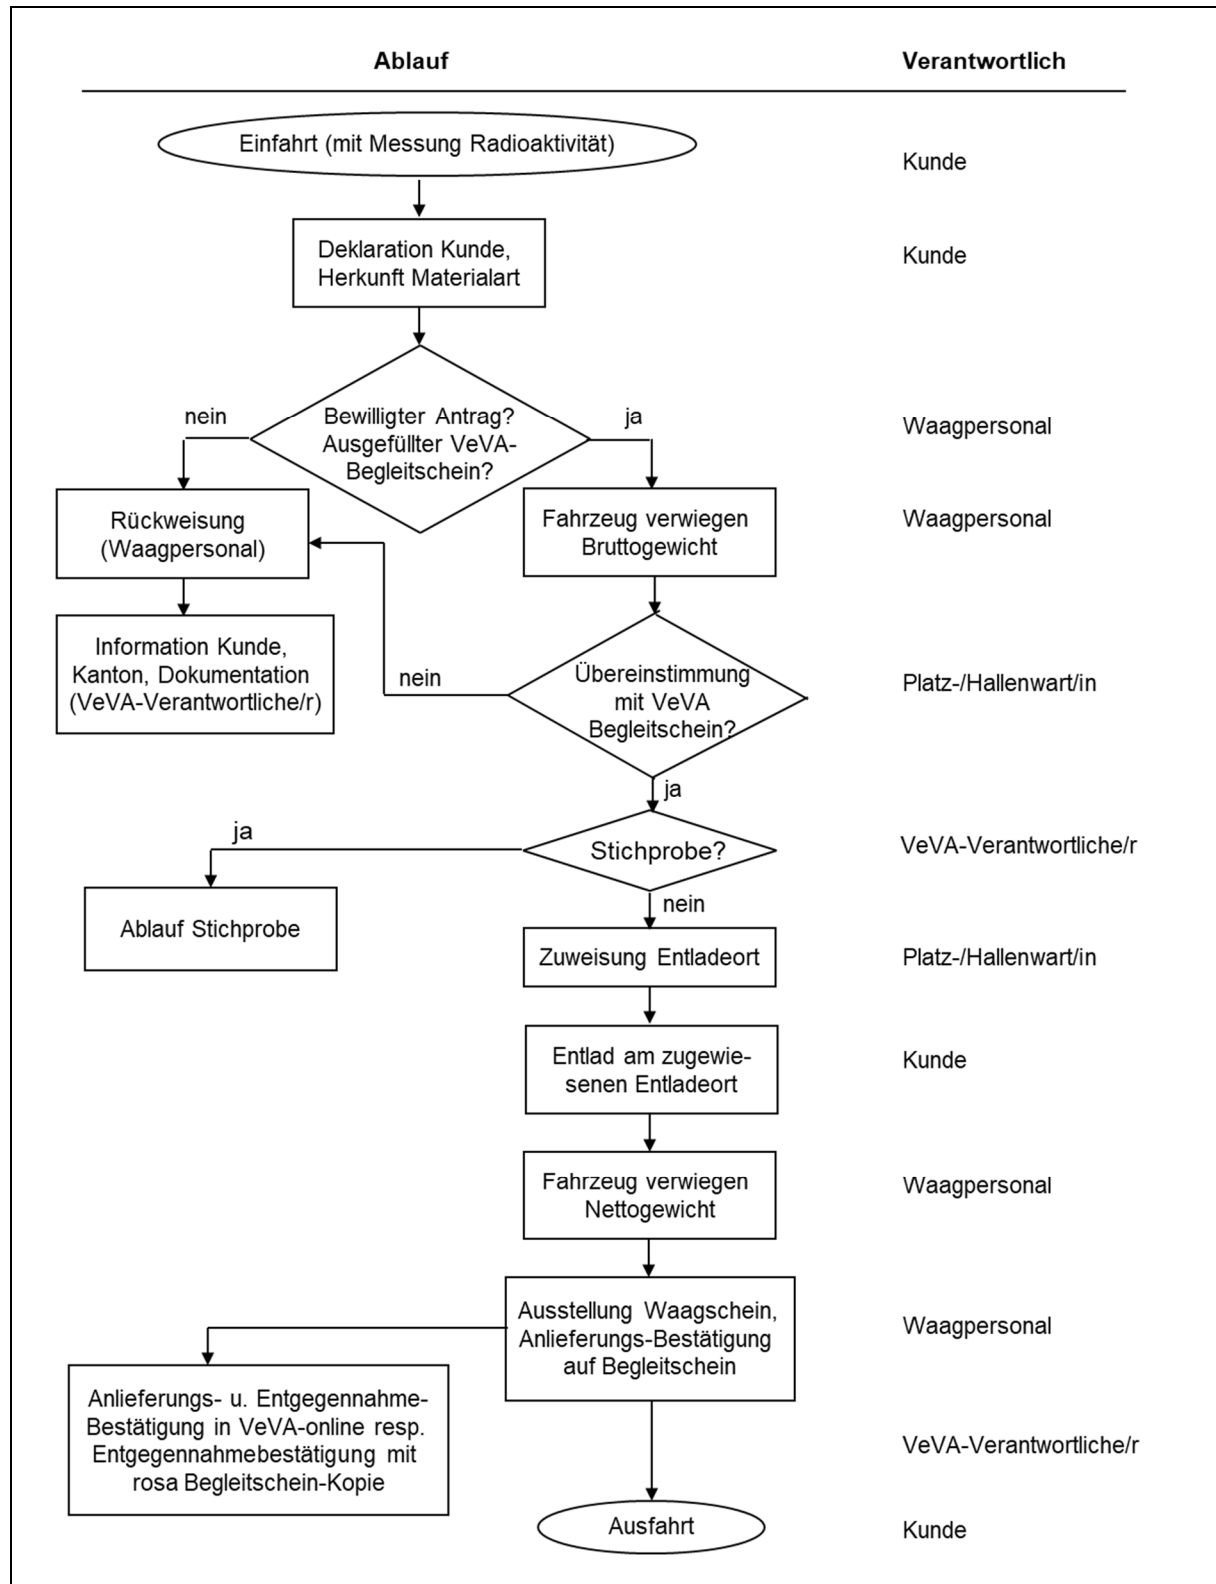 Ablauf
Verantwortlich
Einfahrt (mit Messung Radioaktivität)
Kunde
Deklaration Kunde,
Herkunft Materialart
Kunde
nein
Bewilligter Antrag?
Ausgefüllter VeVA-
Begleitschein?
ja
Waagpersonal
Rückweisung
(Waagpersonal)
Fahrzeug verwiegen
Bruttogewicht
Waagpersonal
Information Kunde,
Kanton, Dokumentation
(VeVA-Verantwortliche/r)
nein
Übereinstimmung
mit VeVA
Begleitschein?
Platz-/Hallenwart/in
ja
ja
Stichprobe?
VeVA-Verantwortliche/r
nein
Ablauf Stichprobe
Zuweisung Entladeort
Platz-/Hallenwart/in
Entlad am zugewie-
senen Entladeort
Kunde
Fahrzeug verwiegen
Nettogewicht
Waagpersonal
Ausstellung Waagschein,
Anlieferungs-Bestätigung
auf Begleitschein
Waagpersonal
Anlieferungs- u. Entgegennahme-
Bestätigung in VeVA-online resp.
Entgegennahmebestätigung mit
rosa Begleitschein-Kopie
VeVA-Verantwortliche/r
Ausfahrt
Kunde